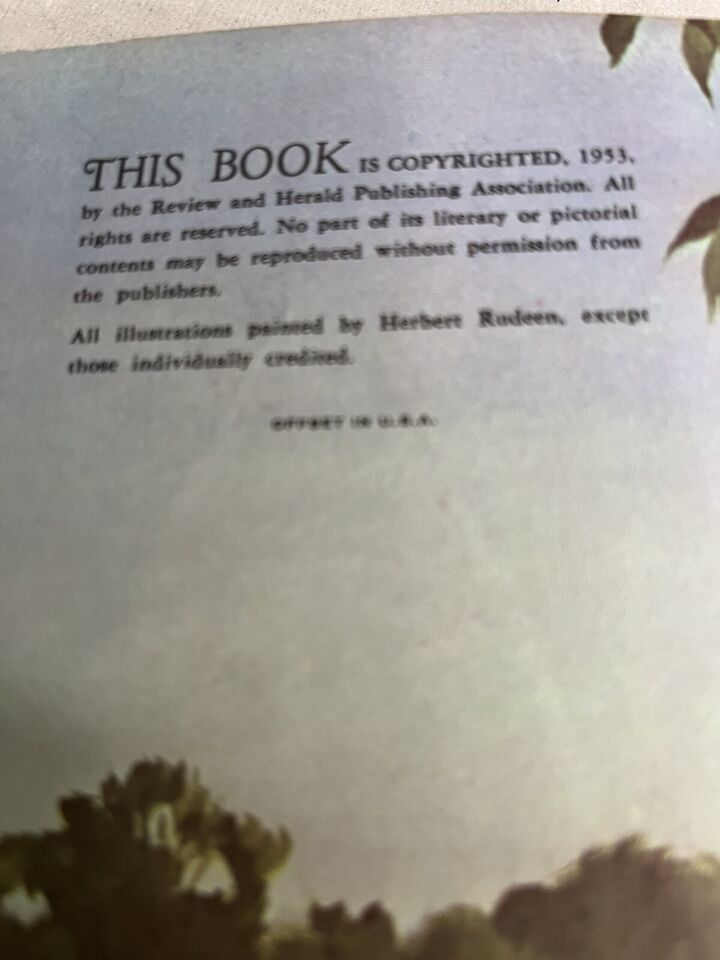 THIS BOOK IS COPYRIGHTED, 1953,
by the Review and Herald Publishing Association. All
rights are reserved. No part of its literary or pictorial
contents may be reproduced without permission from
the publishers.
All illustrations painted by Herbert Rudeen, except
those individually credited.
OFFSET IN U.S.A.